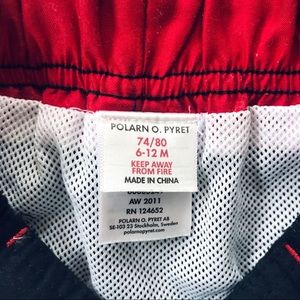 POLARN O. PYRET
74/80
6-12 M
KEEP AWAY
FROM FIRE
MADE IN CHINA
AW 2011
RN 124652
POLARN O. PYRET AB
SE-103 23 Stockholm, Sweden
polarnopyret.com